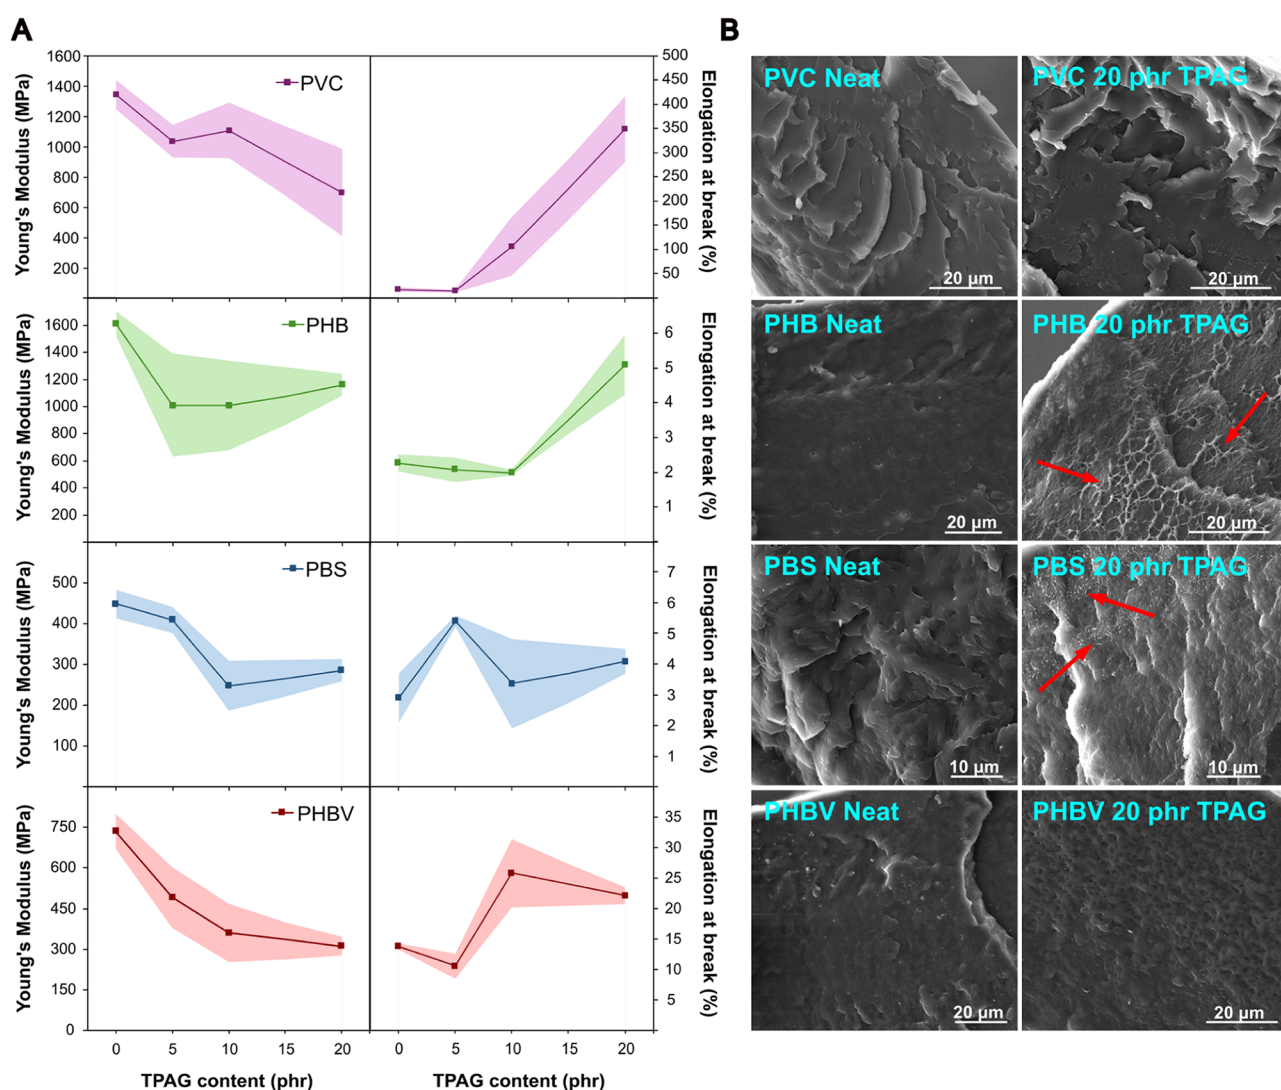 A
B
Young's Modulus (MPa)
1600
1400
1200
1000
800
600
400
200
PVC
500
450
400
350
300
250
200
150
100
50
Elongation at break (%)
Young's Modulus (MPa)
1600
1400
1200
1000
800
600
400
200
PHB
6
5
4
3
2
1
Elongation at break (%)
Young's Modulus (MPa)
500
400
300
200
100
PBS
7
6
5
4
3
2
1
Elongation at break (%)
Young's Modulus (MPa)
750
600
450
300
150
0
PHBV
35
30
25
20
15
10
5
Elongation at break (%)
0 5 10 15 20
0 5 10 15 20
TPAG content (phr)
TPAG content (phr)
PVC Neat
20 µm
PVC 20 phr TPAG
20 µm
PHB Neat
20 µm
PHB 20 phr TPAG
20 µm
PBS Neat
10 µm
PBS 20 phr TPAG
10 µm
PHBV Neat
20 µm
PHBV 20 phr TPAG
20 µm